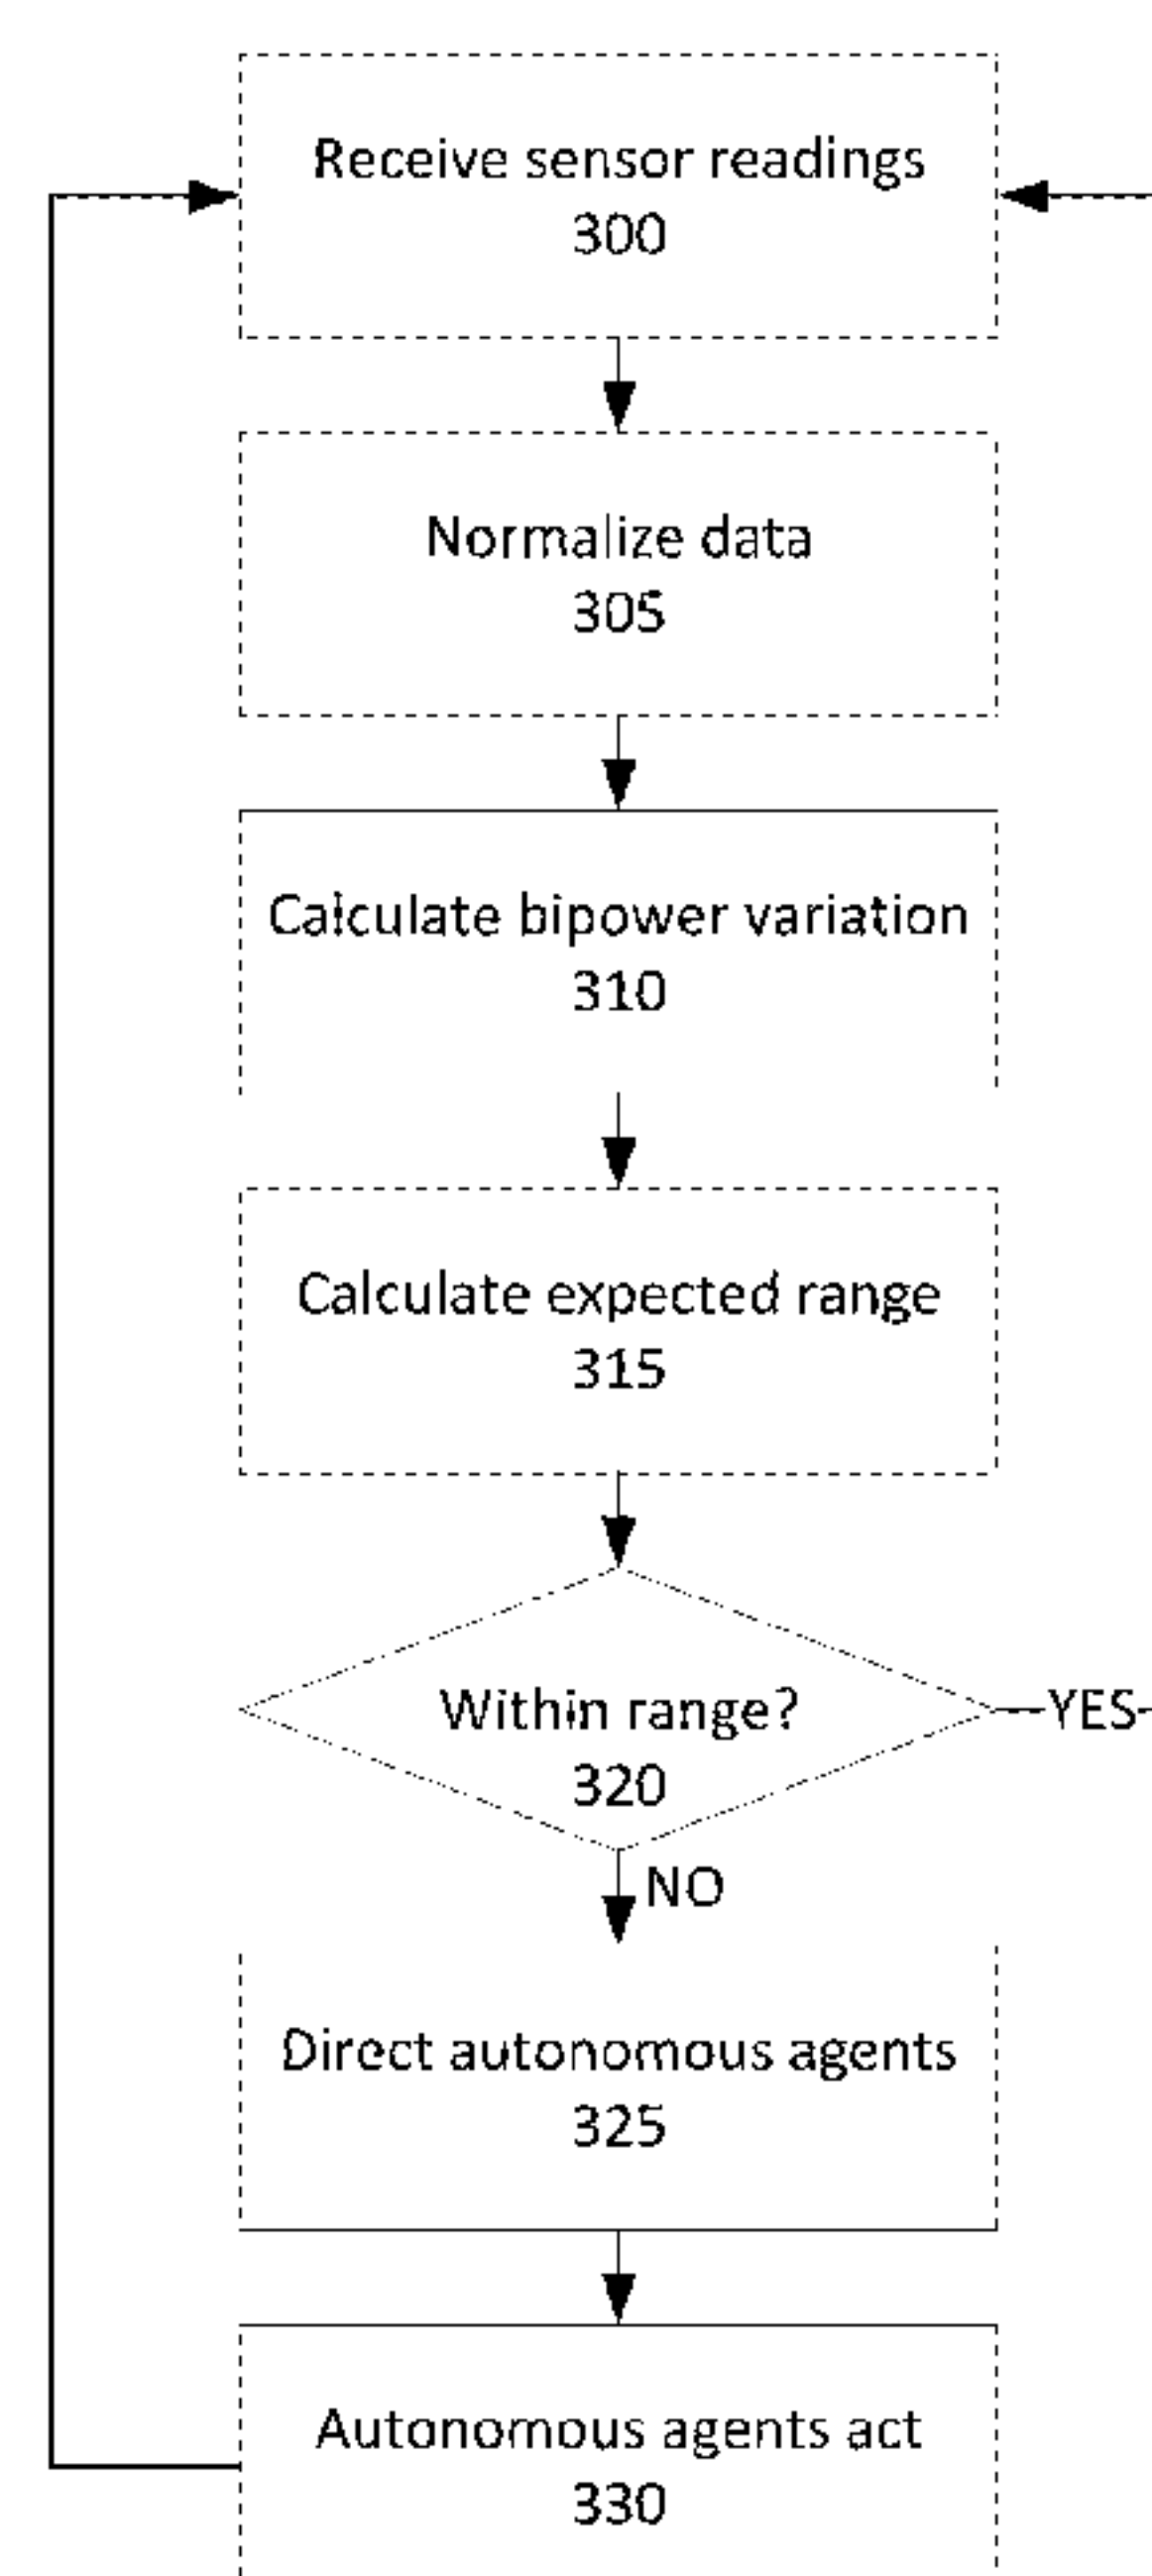 Receive sensor readings
300
Normalize data
305
Calculate bipower variation
310
Calculate expected range
315
Within range?
320
YES
NO
Direct autonomous agents
325
Autonomous agents act
330